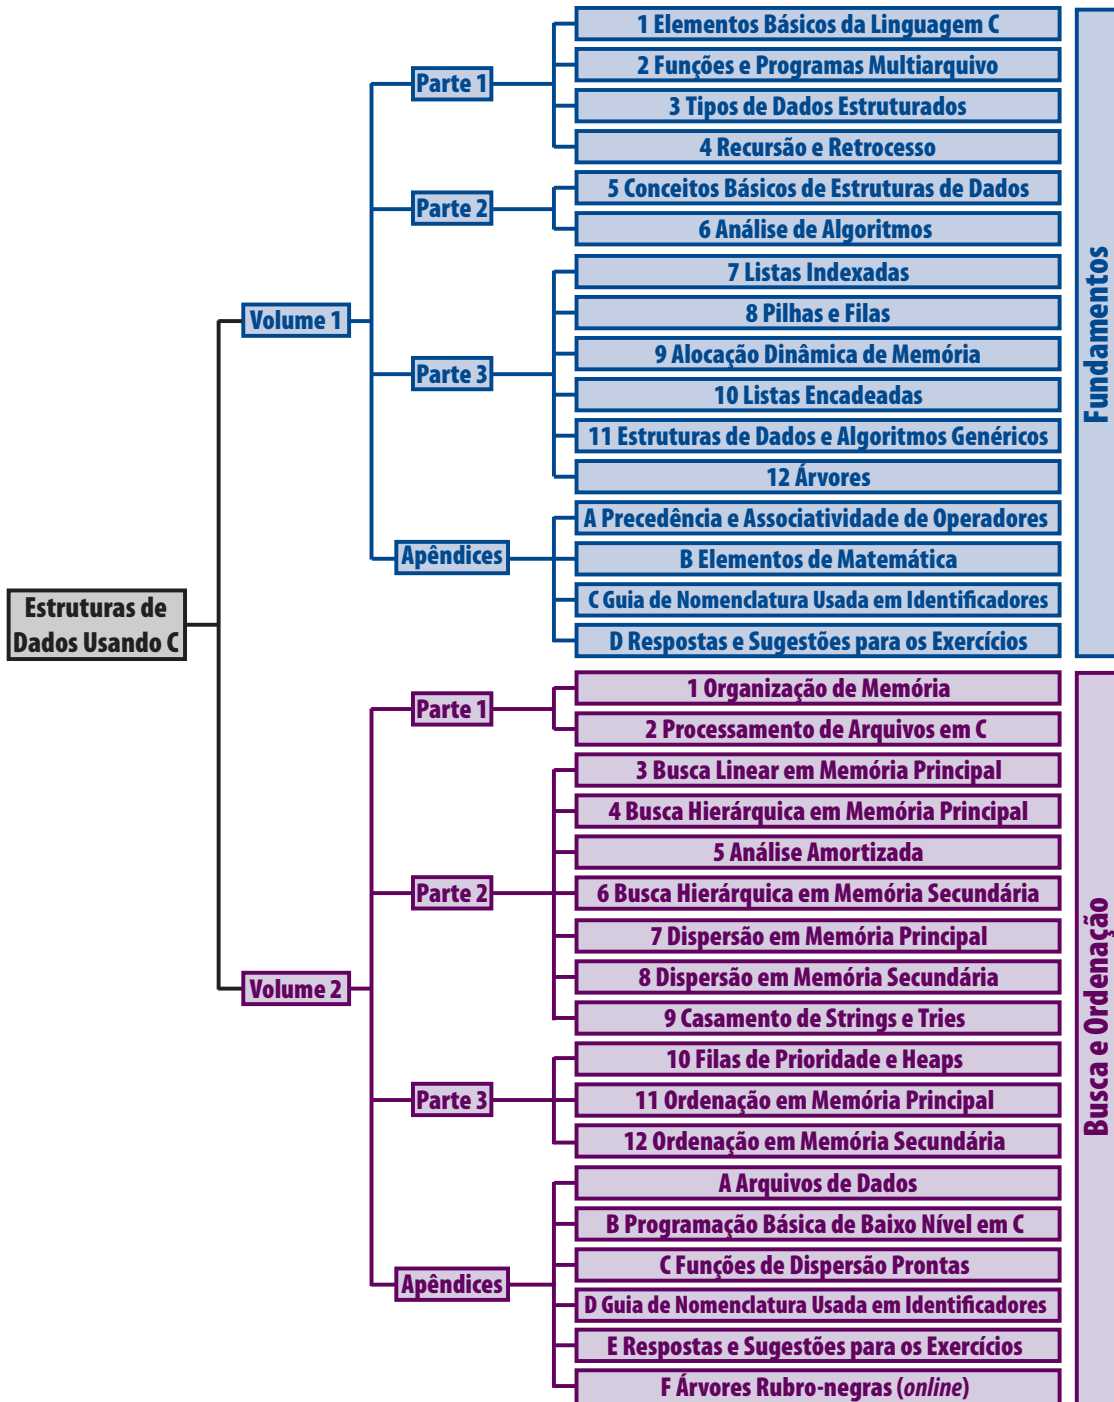 Estruturas de
Dados Usando C
Volume 1
Parte 1
1 Elementos Básicos da Linguagem C
2 Funções e Programas Multiarquivo
3 Tipos de Dados Estruturados
4 Recursão e Retrocesso
Parte 2
5 Conceitos Básicos de Estruturas de Dados
6 Análise de Algoritmos
Parte 3
7 Listas Indexadas
8 Pilhas e Filas
9 Alocação Dinâmica de Memória
10 Listas Encadeadas
11 Estruturas de Dados e Algoritmos Genéricos
12 Árvores
Apêndices
A Precedência e Associatividade de Operadores
B Elementos de Matemática
C Guia de Nomenclatura Usada em Identificadores
D Respostas e Sugestões para os Exercícios
Fundamentos
Volume 2
Parte 1
1 Organização de Memória
2 Processamento de Arquivos em C
Parte 2
3 Busca Linear em Memória Principal
4 Busca Hierárquica em Memória Principal
5 Análise Amortizada
6 Busca Hierárquica em Memória Secundária
7 Dispersão em Memória Principal
8 Dispersão em Memória Secundária
9 Casamento de Strings e Tries
Parte 3
10 Filas de Prioridade e Heaps
11 Ordenação em Memória Principal
12 Ordenação em Memória Secundária
Apêndices
A Arquivos de Dados
B Programação Básica de Baixo Nível em C
C Funções de Dispersão Prontas
D Guia de Nomenclatura Usada em Identificadores
E Respostas e Sugestões para os Exercícios
F Árvores Rubro-negras (online)
Busca e Ordenação